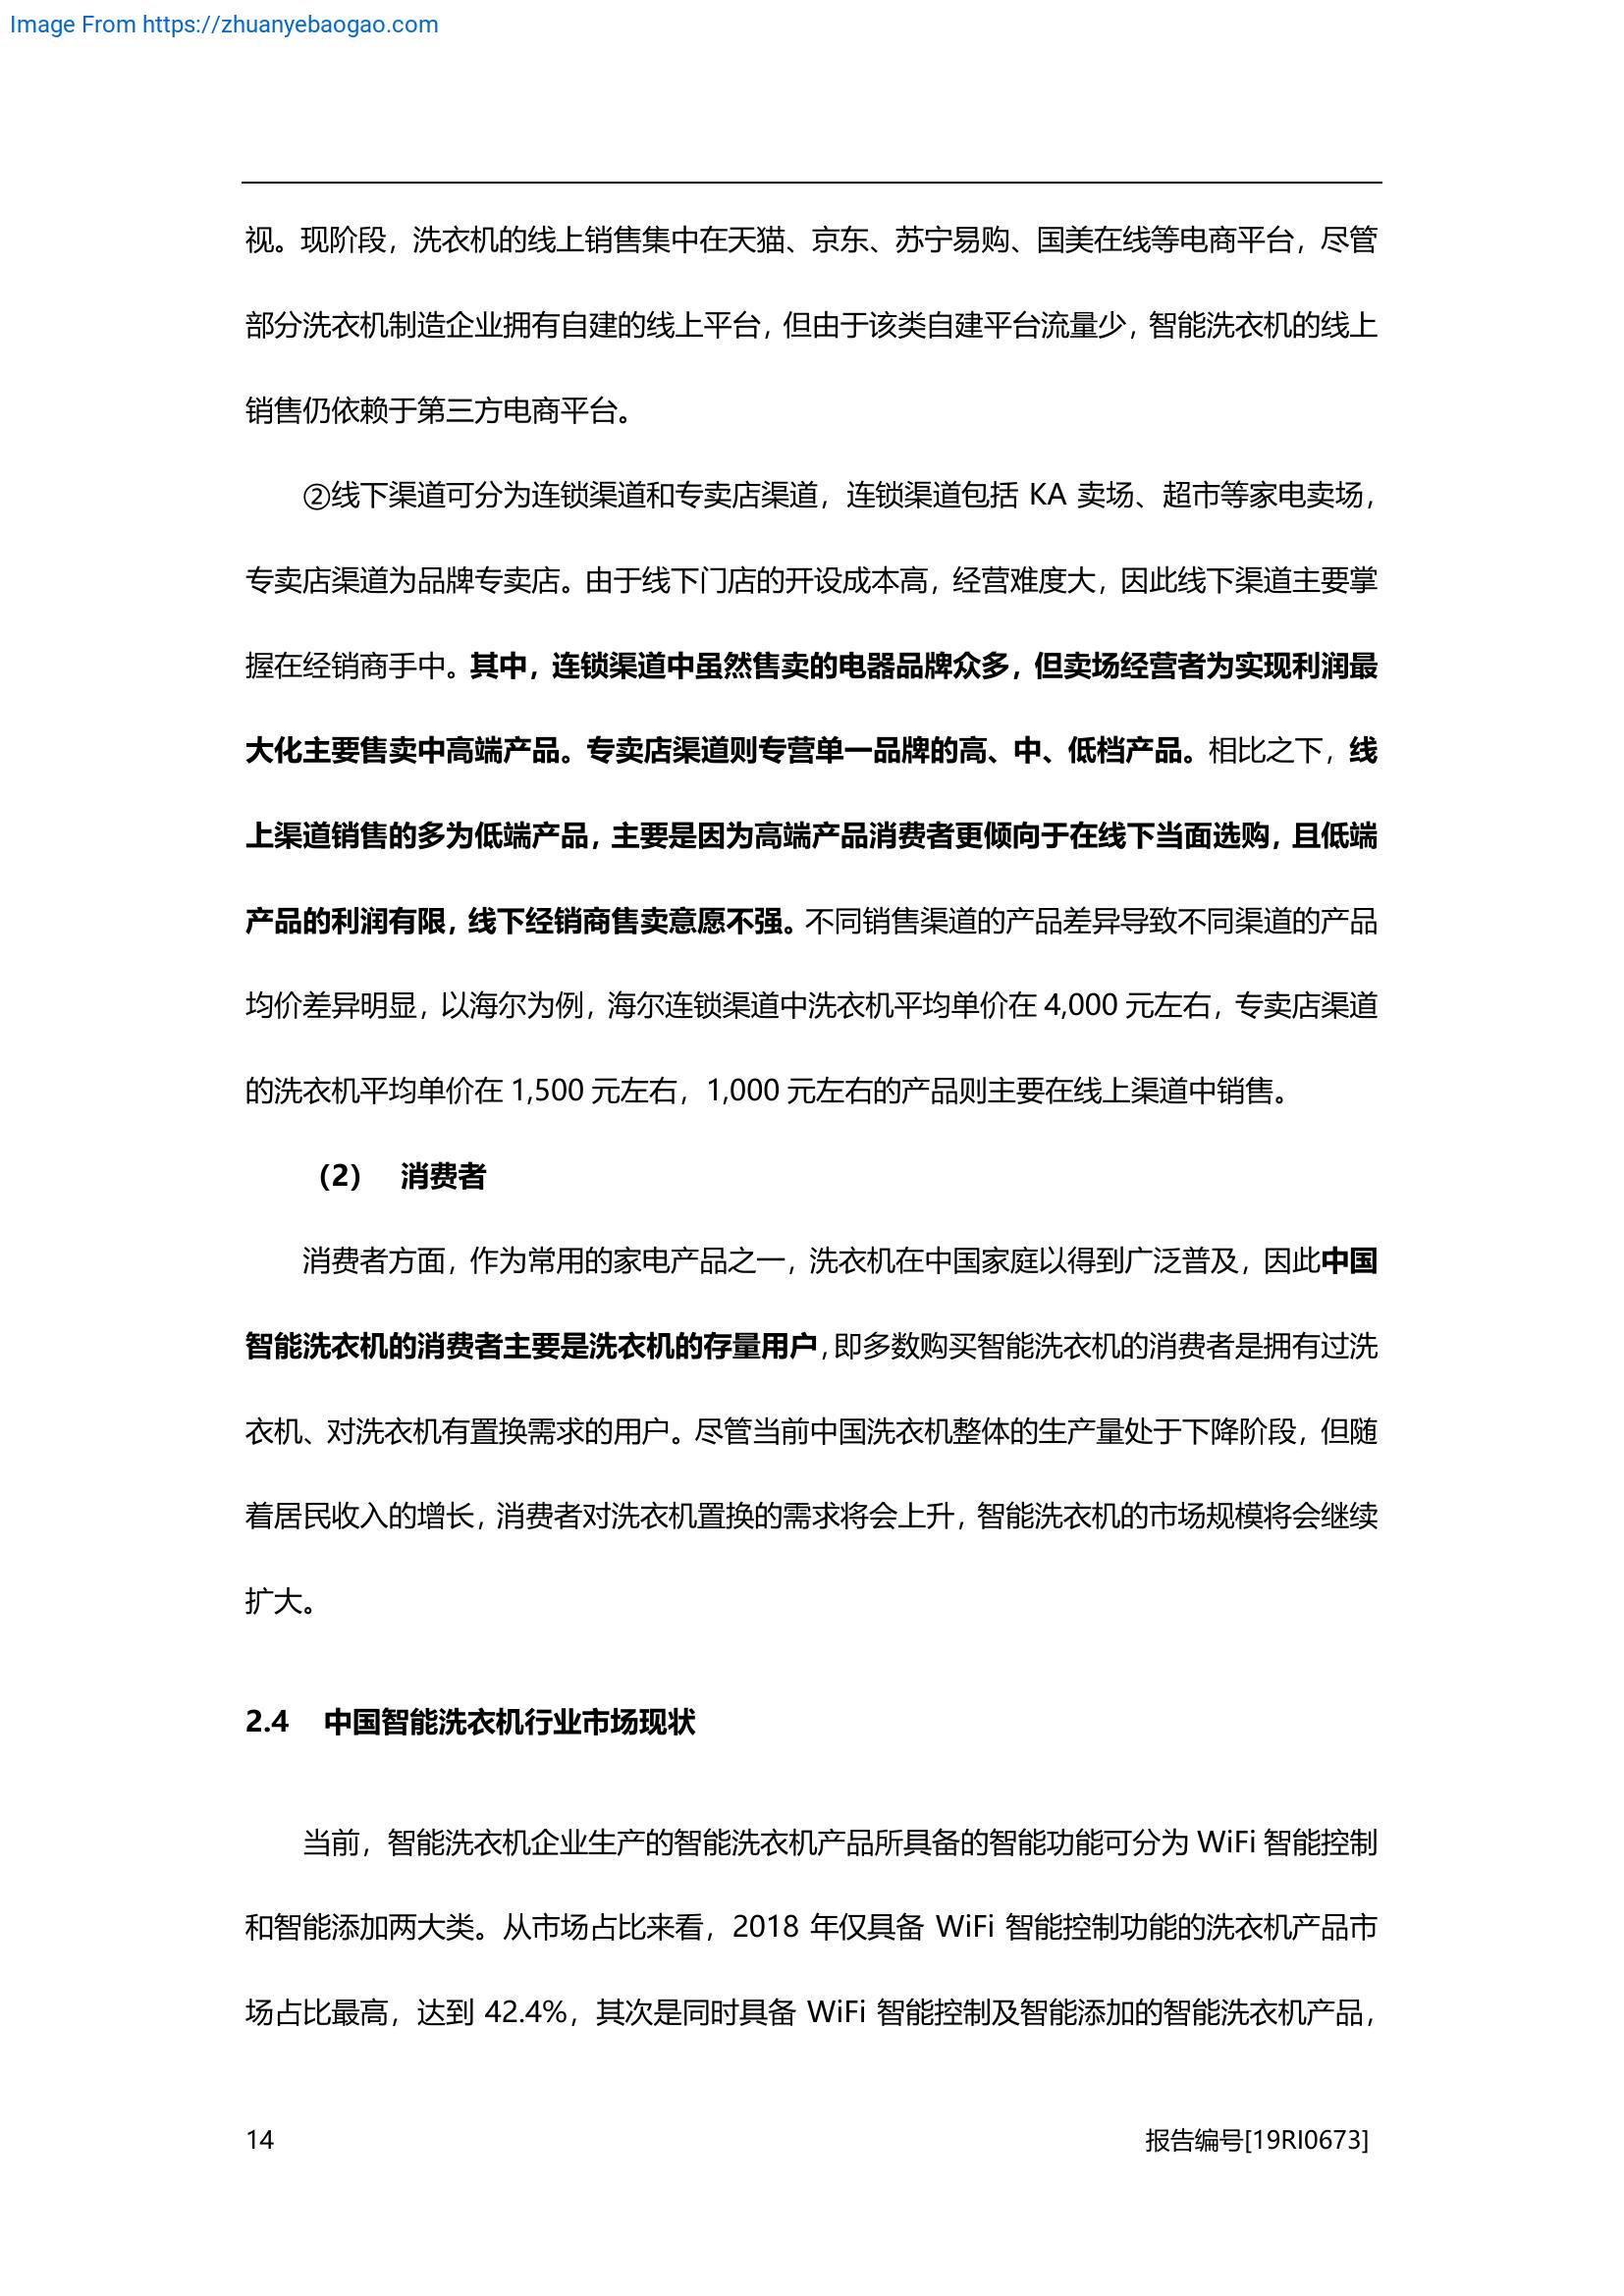 Image From https://zhuanyebaogao.com
视。现阶段，洗衣机的线上销售集中在天猫、京东、苏宁易购、国美在线等电商平台，尽管
部分洗衣机制造企业拥有自建的线上平台，但由于该类自建平台流量少，智能洗衣机的线上
销售仍依赖于第三方电商平台。
②线下渠道可分为连锁渠道和专卖店渠道，连锁渠道包括 KA 卖场、超市等家电卖场，
专卖店渠道为品牌专卖店。由于线下门店的开设成本高，经营难度大，因此线下渠道主要掌
握在经销商手中。其中，连锁渠道中虽然售卖的电器品牌众多，但卖场经营者为实现利润最
大化主要售卖中高端产品。专卖店渠道则专营单一品牌的高、中、低档产品。相比之下，线
上渠道销售的多为低端产品，主要是因为高端产品消费者更倾向于在线下当面选购，且低端
产品的利润有限，线下经销商售卖意愿不强。不同销售渠道的产品差异导致不同渠道的产品
均价差异明显，以海尔为例，海尔连锁渠道中洗衣机平均单价在 4,000 元左右，专卖店渠道
的洗衣机平均单价在 1,500 元左右，1,000 元左右的产品则主要在线上渠道中销售。
（2） 消费者
消费者方面，作为常用的家电产品之一，洗衣机在中国家庭以得到广泛普及，因此中国
智能洗衣机的消费者主要是洗衣机的存量用户，即多数购买智能洗衣机的消费者是拥有过洗
衣机、对洗衣机有置换需求的用户。尽管当前中国洗衣机整体的生产量处于下降阶段，但随
着居民收入的增长，消费者对洗衣机置换的需求将会上升，智能洗衣机的市场规模将会继续
扩大。
2.4 中国智能洗衣机行业市场现状
当前，智能洗衣机企业生产的智能洗衣机产品所具备的智能功能可分为 WiFi 智能控制
和智能添加两大类。从市场占比来看，2018 年仅具备 WiFi 智能控制功能的洗衣机产品市
场占比最高，达到 42.4%，其次是同时具备 WiFi 智能控制及智能添加的智能洗衣机产品，
14 报告编号[19RI0673]